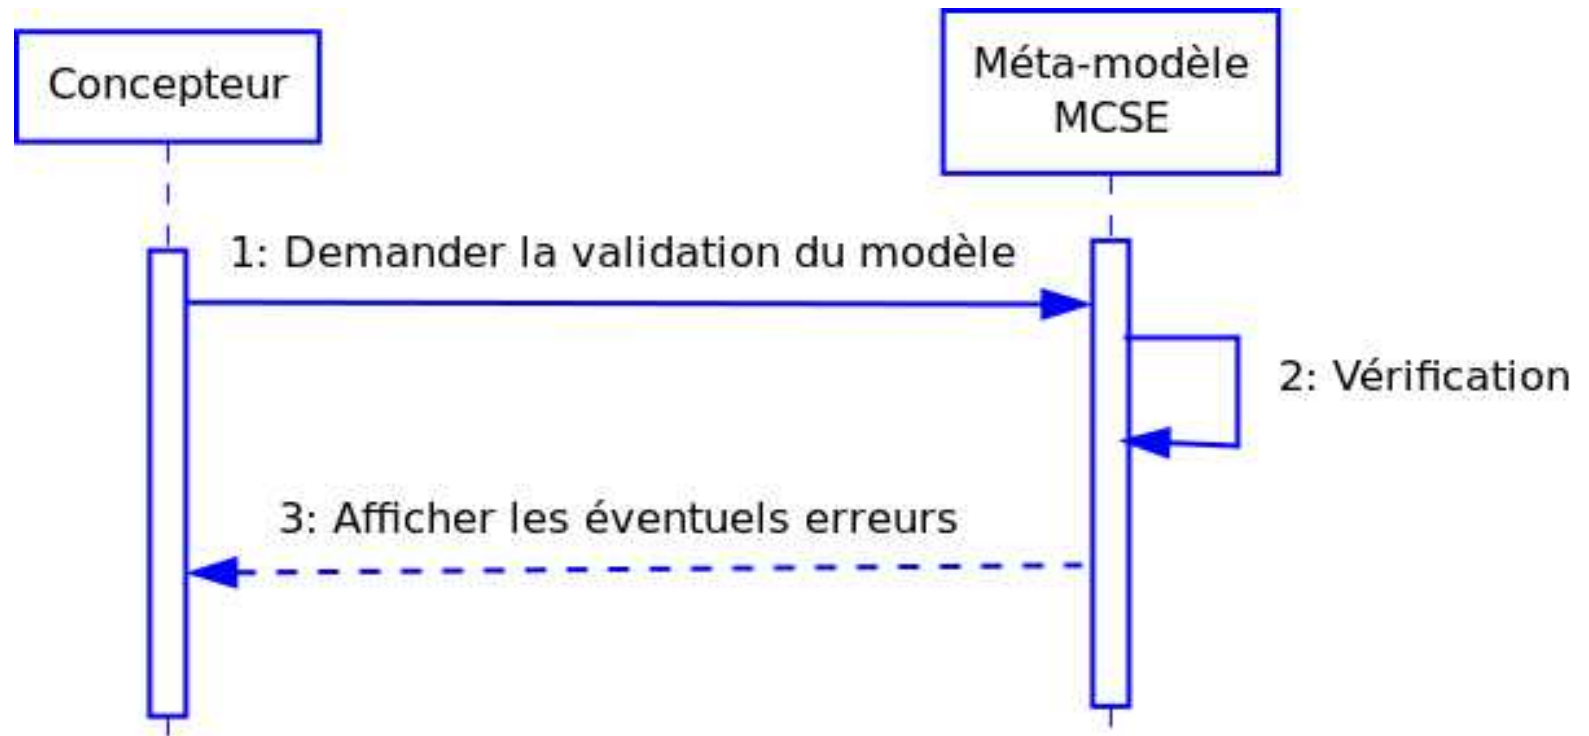 Concepteur
Méta-modèle
MCSE
1: Demander la validation du modèle
2: Vérification
3: Afficher les éventuels erreurs